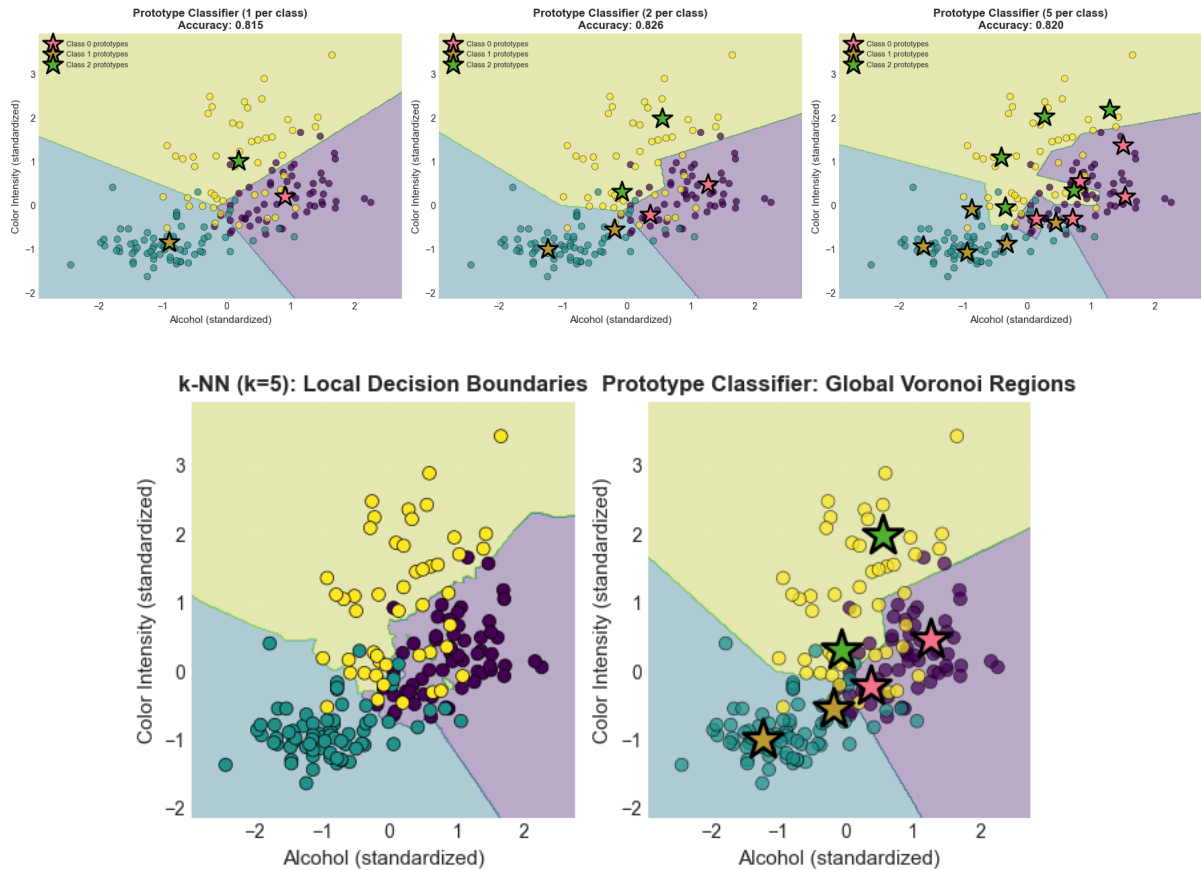 Prototype Classifier (1 per class)
Accuracy: 0.815
Class 0 prototypes
Class 1 prototypes
Class 2 prototypes
Color Intensity (standardized)
3
2
1
0
−1
−2
−3
−2
−1
0
1
2
Alcohol (standardized)
Prototype Classifier (2 per class)
Accuracy: 0.826
Class 0 prototypes
Class 1 prototypes
Class 2 prototypes
Color Intensity (standardized)
3
2
1
0
−1
−2
−2
−1
0
1
2
Alcohol (standardized)
Prototype Classifier (5 per class)
Accuracy: 0.820
Class 0 prototypes
Class 1 prototypes
Class 2 prototypes
Color Intensity (standardized)
3
2
1
0
−1
−2
−2
−1
0
1
2
Alcohol (standardized)
k-NN (k=5): Local Decision Boundaries
Color Intensity (standardized)
3
2
1
0
−1
−2
−2
−1
0
1
2
Alcohol (standardized)
Prototype Classifier: Global Voronoi Regions
Color Intensity (standardized)
3
2
1
0
−1
−2
−2
−1
0
1
2
Alcohol (standardized)